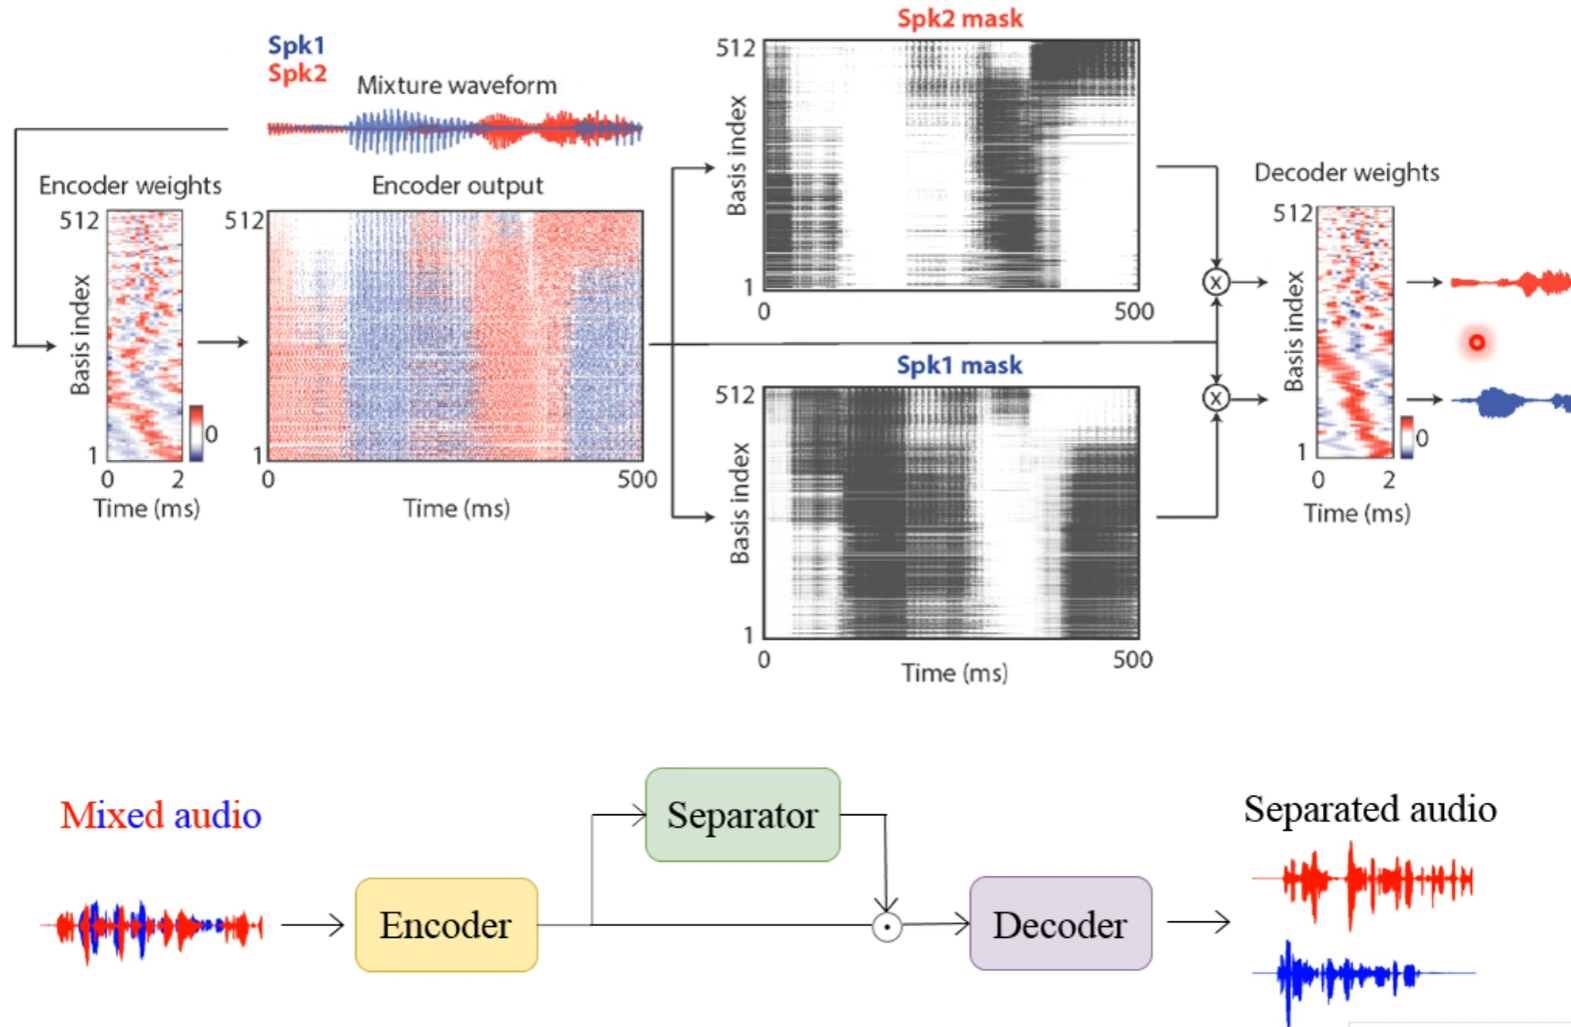 Spk2 mask
512
Basis index
1
0
500
Spk1
Spk2
Mixture waveform
Encoder weights
512
Basis index
1
0
0
2
Time (ms)
Encoder output
512
1
0
500
Time (ms)
X
X
Spk1 mask
512
Basis index
1
0
500
Time (ms)
Decoder weights
512
Basis index
1
0
0
2
Time (ms)
Mixed audio
Encoder
Separator
Decoder
Separated audio